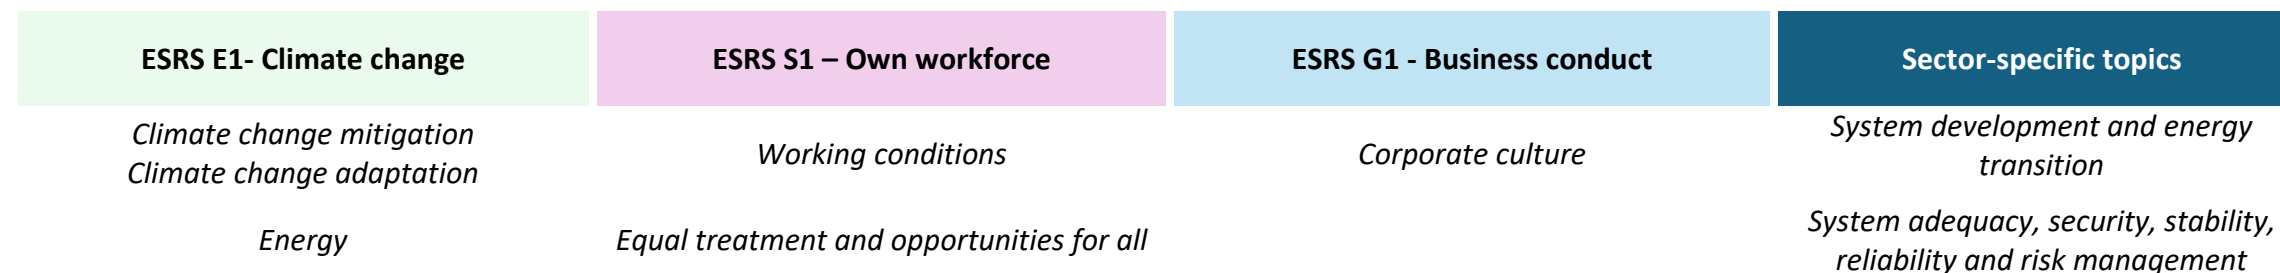 ESRS E1- Climate change
ESRS S1 – Own workforce
ESRS G1 - Business conduct
Sector-specific topics
Climate change mitigation
Climate change adaptation
Working conditions
Corporate culture
System development and energy
transition
Energy
Equal treatment and opportunities for all
System adequacy, security, stability,
reliability and risk management